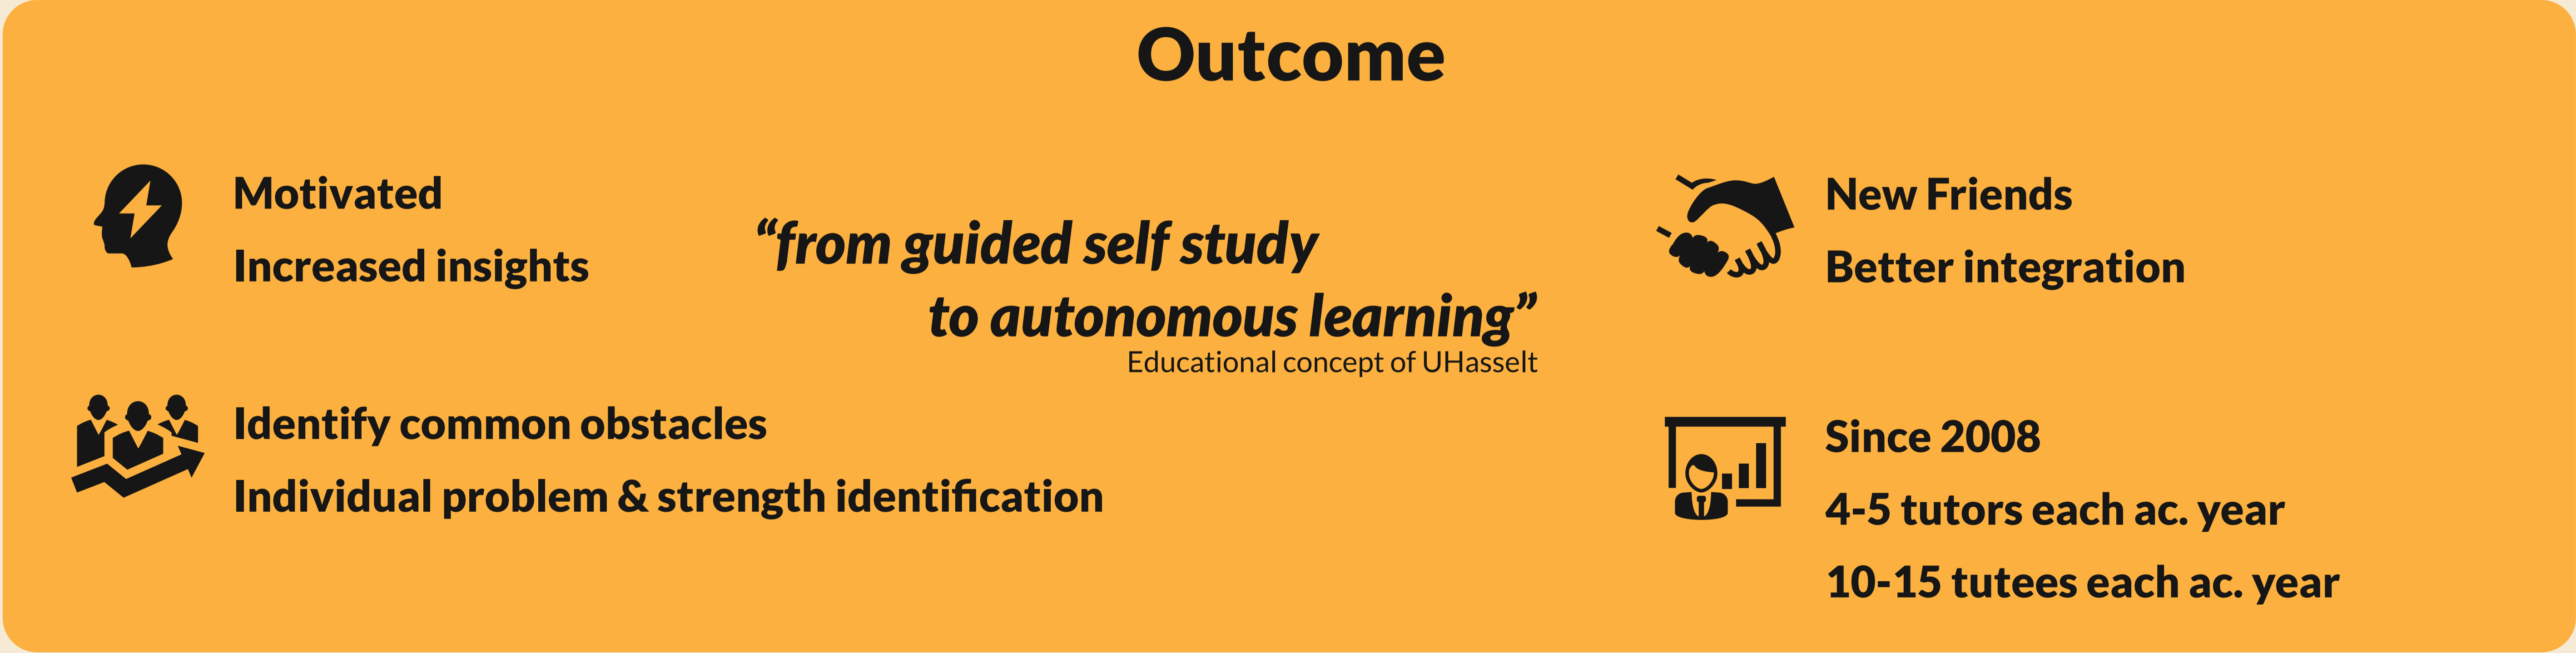 Outcome
Motivated
Increased insights
“from guided self study
to autonomous learning”
Educational concept of UHasselt
New Friends
Better integration
Identify common obstacles
Individual problem & strength identification
Since 2008
4-5 tutors each ac. year
10-15 tutees each ac. year